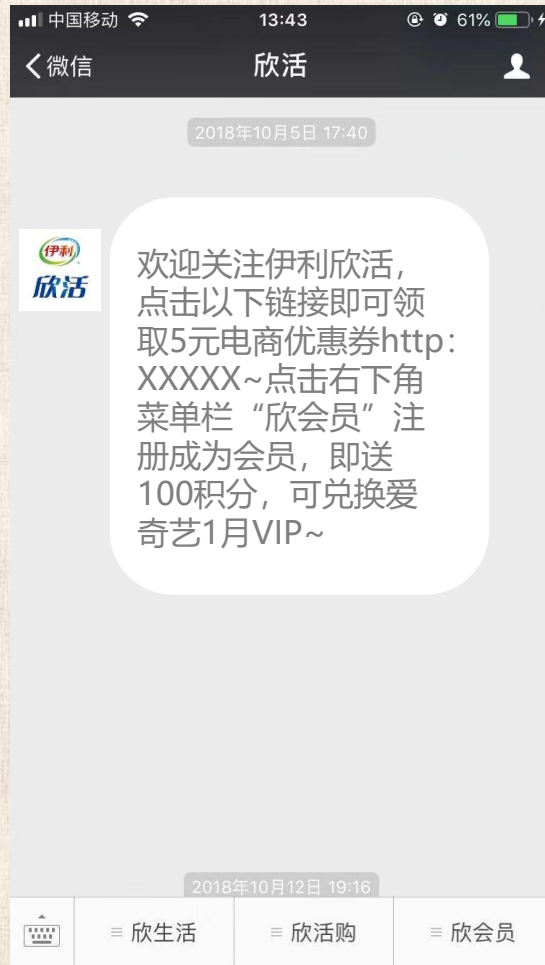 中国移动 13:43 61%
微信 欣活
2018年10月5日 17:40
伊利
欣活
欢迎关注伊利欣活，
点击以下链接即可领
取5元电商优惠券http：
XXXXX~点击右下角
菜单栏“欣会员”注
册成为会员，即送
100积分，可兑换爱
奇艺1月VIP~
2018年10月12日 19:16
欣生活 欣活购 欣会员